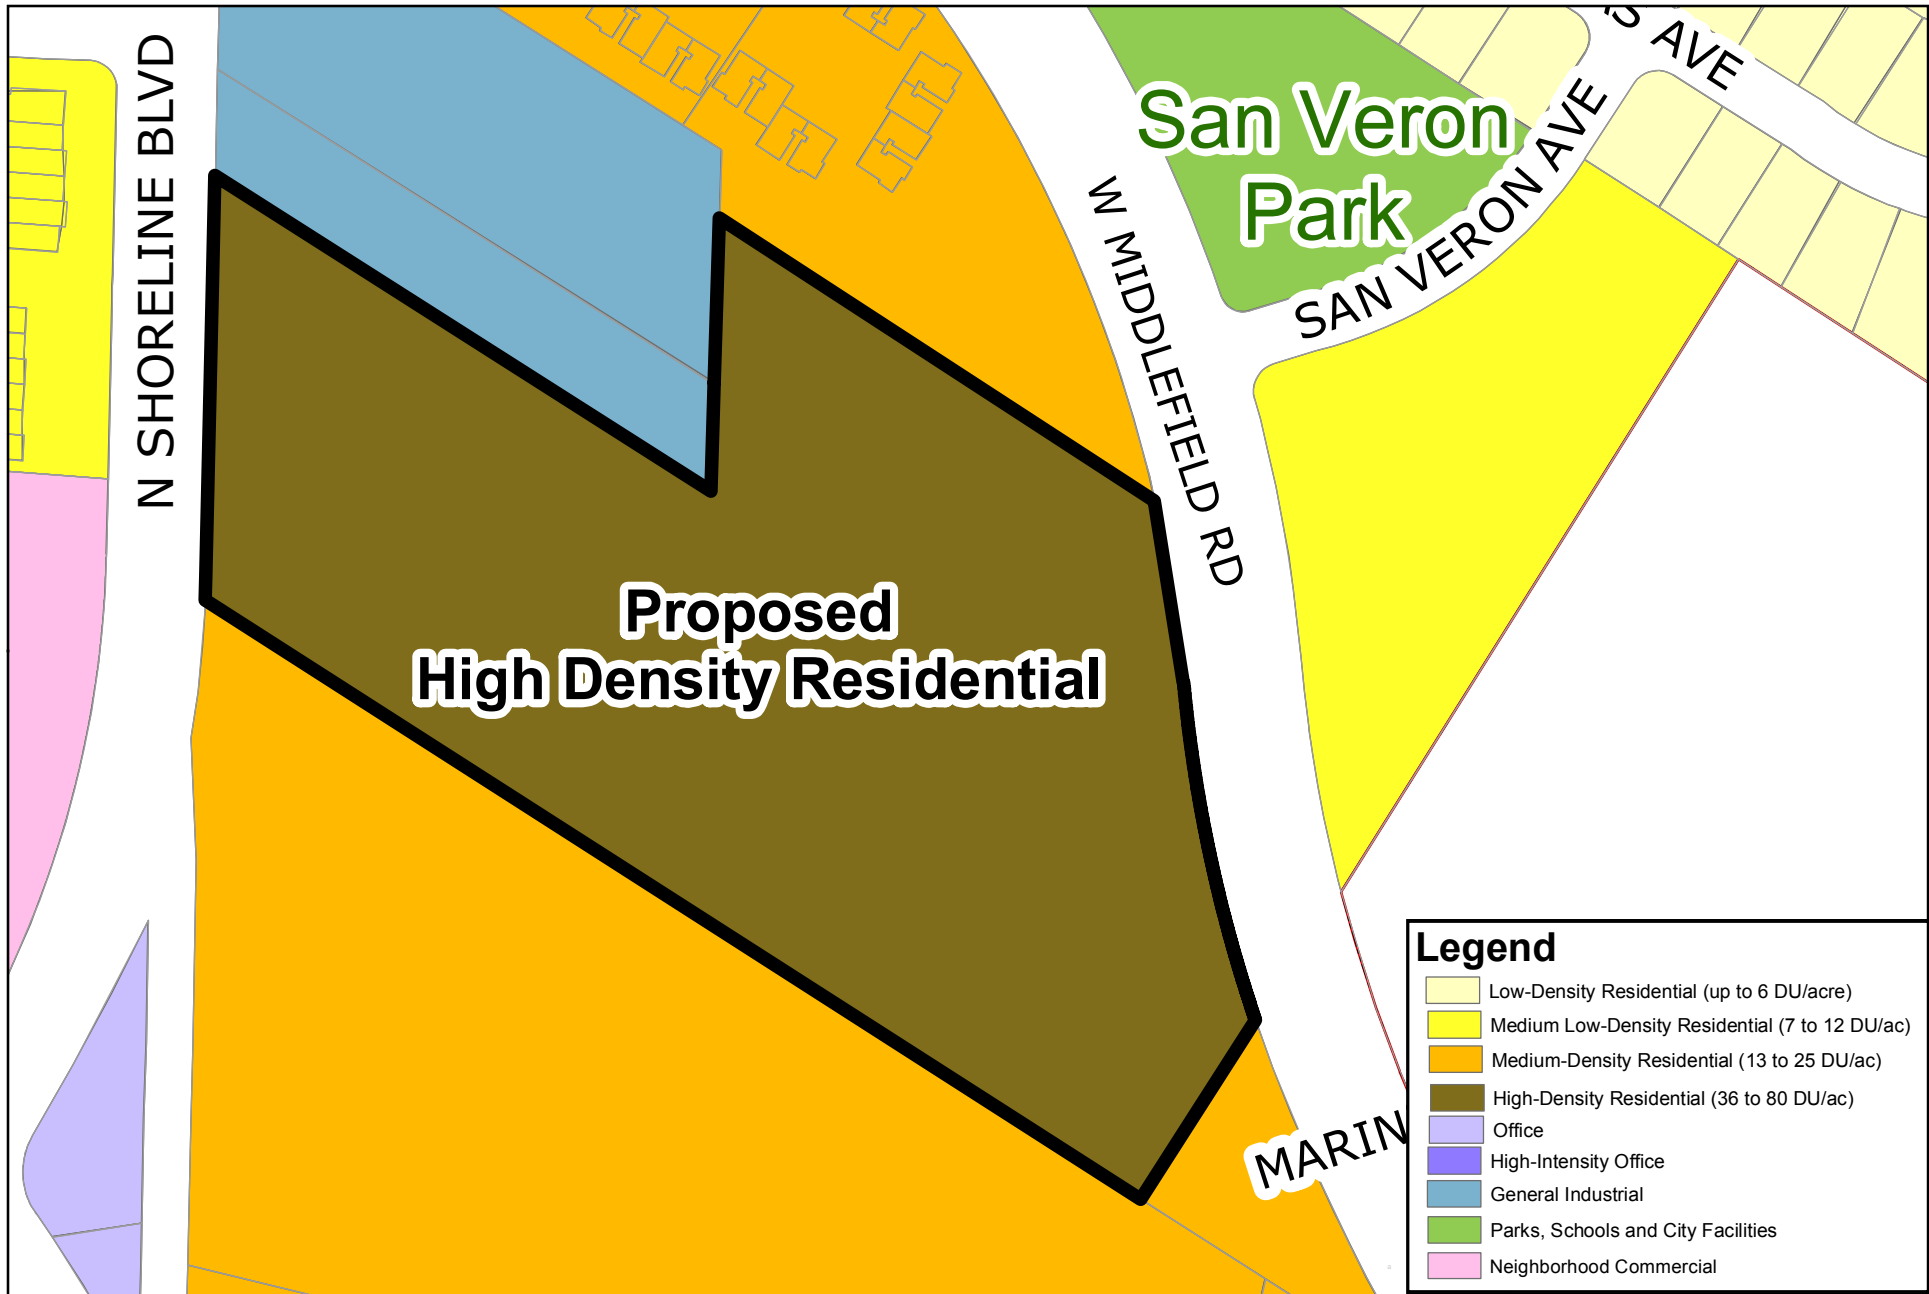 N SHORELINE BLVD
AVE
San Veron
Park
SAN VERON AVE
W MIDDLEFIELD RD
Proposed
High Density Residential
MARIN
Legend
Low-Density Residential (up to 6 DU/acre)
Medium Low-Density Residential (7 to 12 DU/ac)
Medium-Density Residential (13 to 25 DU/ac)
High-Density Residential (36 to 80 DU/ac)
Office
High-Intensity Office
General Industrial
Parks, Schools and City Facilities
Neighborhood Commercial